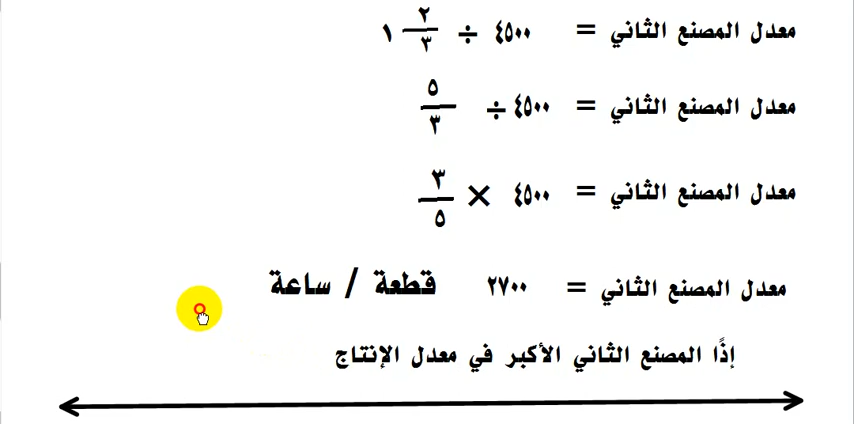 معدل المصنع الثاني = ٤٥٠٠ ÷ ٢/٣ ١
معدل المصنع الثاني = ٤٥٠٠ ÷ ٥/٣
معدل المصنع الثاني = ٤٥٠٠ × ٣/٥
معدل المصنع الثاني = ٢٧٠٠ قطعة / ساعة
إذًا المصنع الثاني الأكبر في معدل الإنتاج